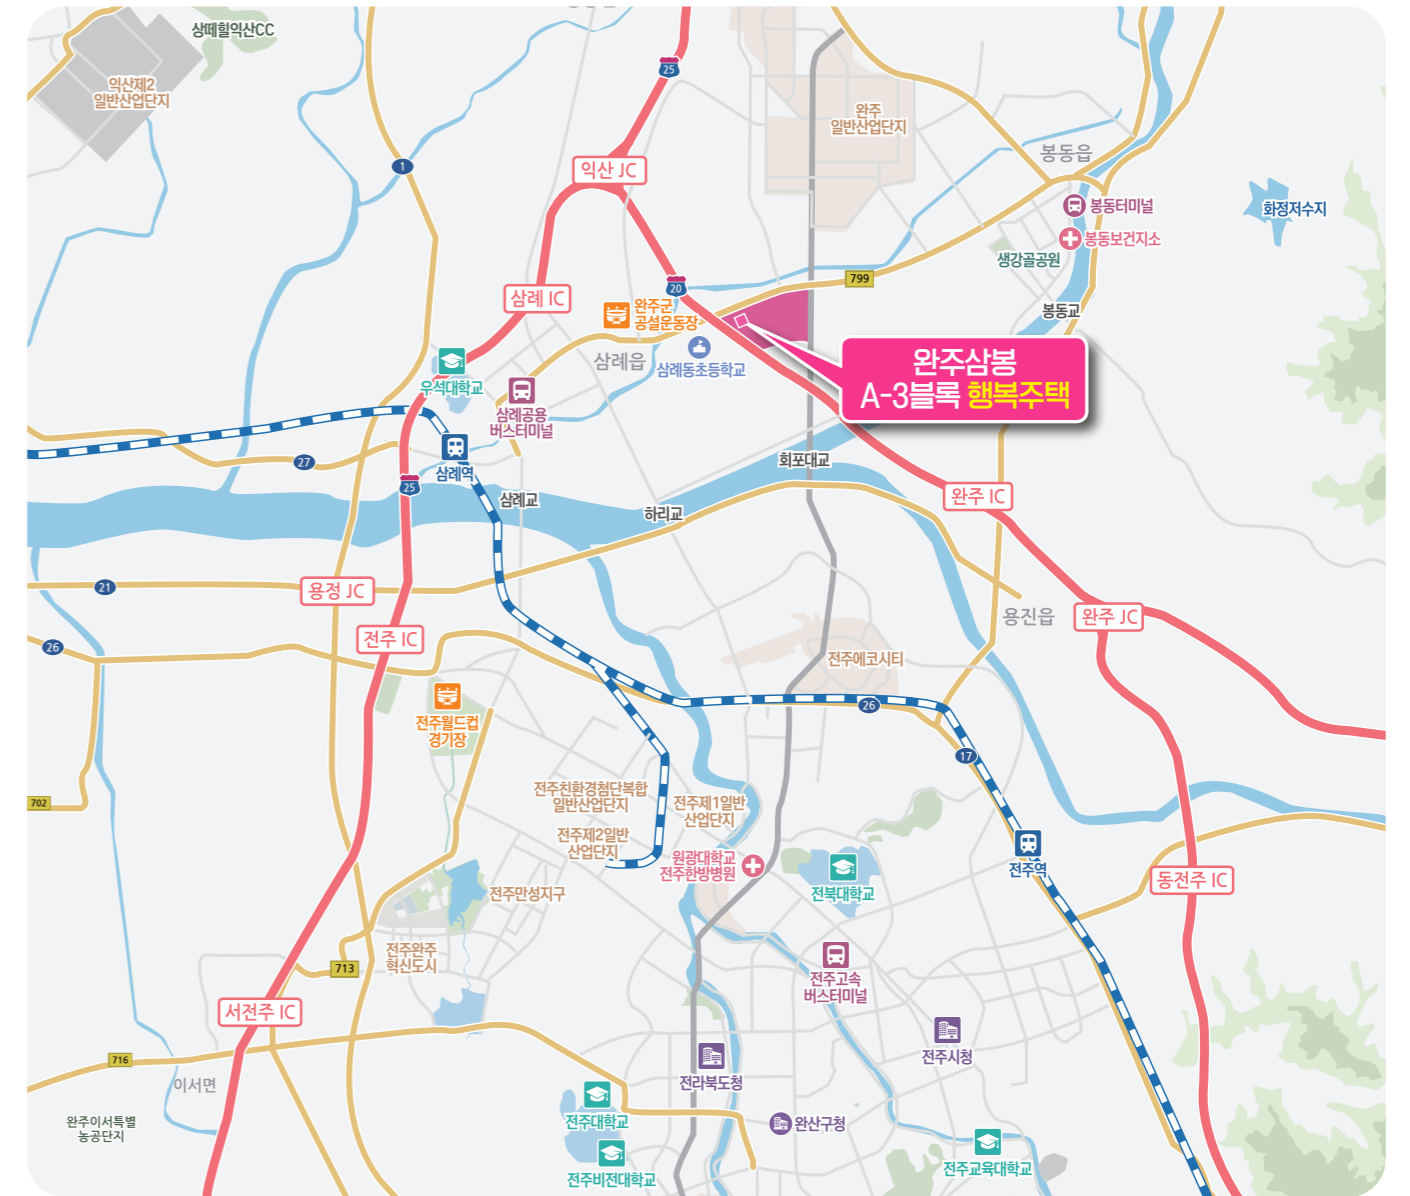 상떼힐익산CC
익산제2
일반산업단지
25
완주
일반산업단지
봉동읍
1
익산 JC
봉동터미널
화정저수지
봉동보건지소
생강골공원
799
20
삼례 IC
완주군
공설운동장
봉동교
삼례읍
삼례동초등학교
완주삼봉
A-3블록 행복주택
우석대학교
삼례공용
버스터미널
27
삼례역
회포대교
25
삼례교
하리교
완주 IC
21
용정 JC
용진읍
완주 JC
전주 IC
26
전주에코시티
26
전주월드컵
경기장
17
702
전주친환경첨단복합
일반산업단지
전주제1일반
산업단지
전주제2일반
산업단지
원광대학교
전주한방병원
전북대학교
전주역
동전주 IC
전주만성지구
전주완주
혁신도시
713
전주고속
버스터미널
서전주 IC
전주시청
716
이서면
전라북도청
완주이서특별
농공단지
전주대학교
완산구청
전주비전대학교
전주교육대학교